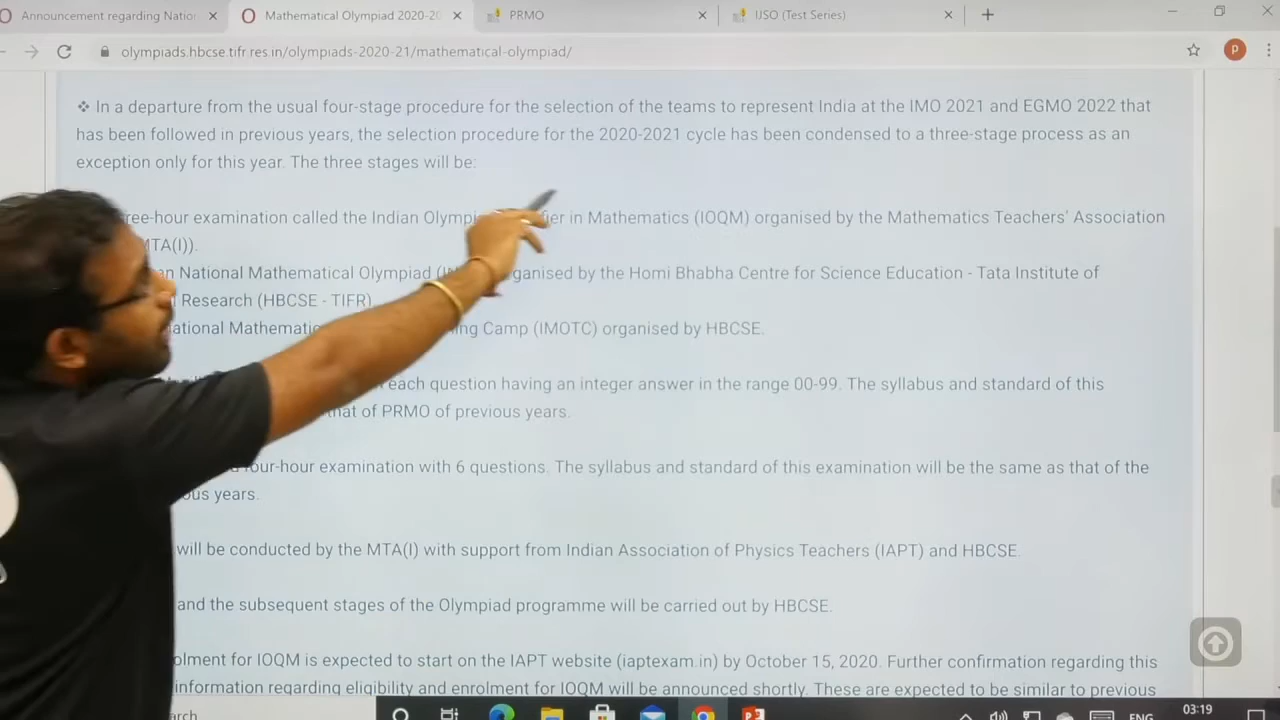 Announcement regarding Nation
Mathematical Olympiad 2020-20
PRMO
IJSO (Test Series)
olympiads.hbcse.tifr.res.in/olympiads-2020-21/mathematical-olympiad/
P
❖ In a departure from the usual four-stage procedure for the selection of the teams to represent India at the IMO 2021 and EGMO 2022 that
has been followed in previous years, the selection procedure for the 2020-2021 cycle has been condensed to a three-stage process as an
exception only for this year. The three stages will be:
ree-hour examination called the Indian Olympi ier in Mathematics (IOQM) organised by the Mathematics Teachers' Association
MTA(I)).
n National Mathematical Olympiad ( rganised by the Homi Bhabha Centre for Science Education - Tata Institute of
Research (HBCSE - TIFR)
ational Mathematic ing Camp (IMOTC) organised by HBCSE.
each question having an integer answer in the range 00-99. The syllabus and standard of this
hat of PRMO of previous years.
four-hour examination with 6 questions. The syllabus and standard of this examination will be the same as that of the
ous years.
will be conducted by the MTA(I) with support from Indian Association of Physics Teachers (IAPT) and HBCSE.
and the subsequent stages of the Olympiad programme will be carried out by HBCSE.
olment for IOQM is expected to start on the IAPT website (iaptexam.in) by October 15, 2020. Further confirmation regarding this
information regarding eligibility and enrolment for IOQM will be announced shortly. These are expected to be similar to previous
arch
ENG
03:19